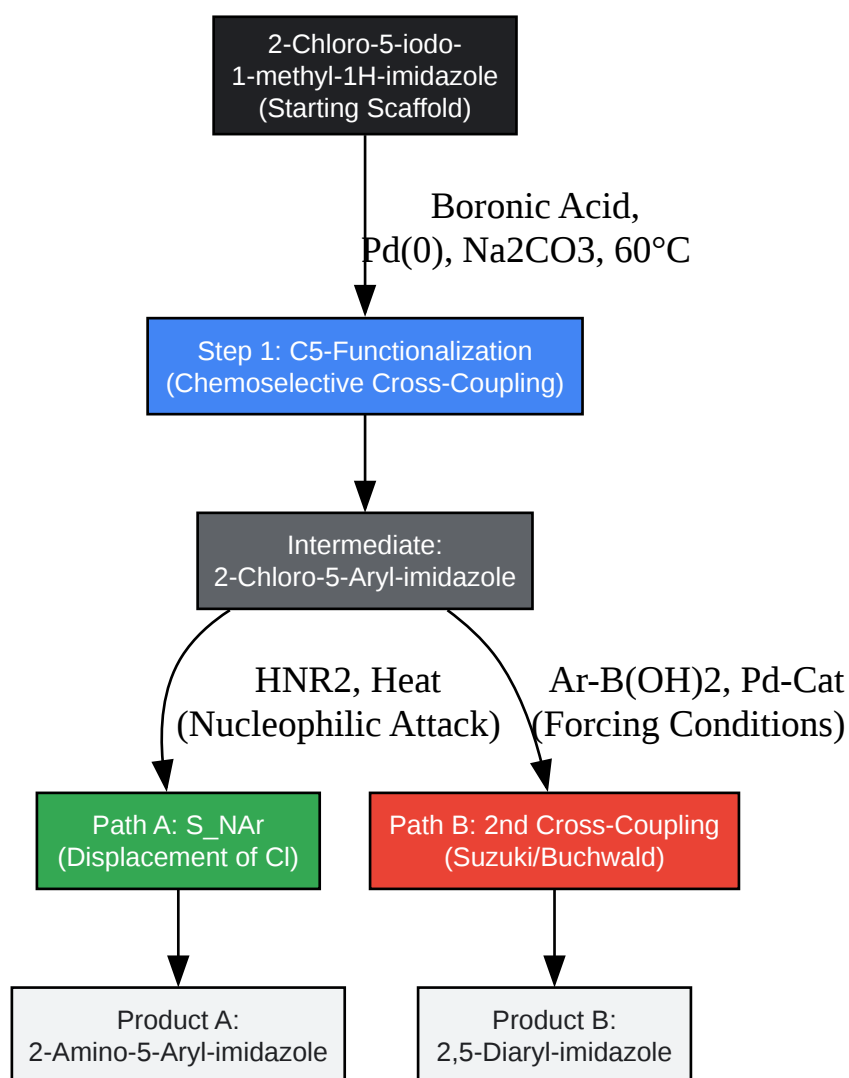 2-Chloro-5-iodo-
1-methyl-1H-imidazole
(Starting Scaffold)
Boronic Acid,
Pd(0), Na2CO3, 60°C
Step 1: C5-Functionalization
(Chemoselective Cross-Coupling)
Intermediate:
2-Chloro-5-Aryl-imidazole
HNR2, Heat
(Nucleophilic Attack)
Ar-B(OH)2, Pd-Cat
(Forcing Conditions)
Path A: S_NAr
(Displacement of Cl)
Path B: 2nd Cross-Coupling
(Suzuki/Buchwald)
Product A:
2-Amino-5-Aryl-imidazole
Product B:
2,5-Diaryl-imidazole